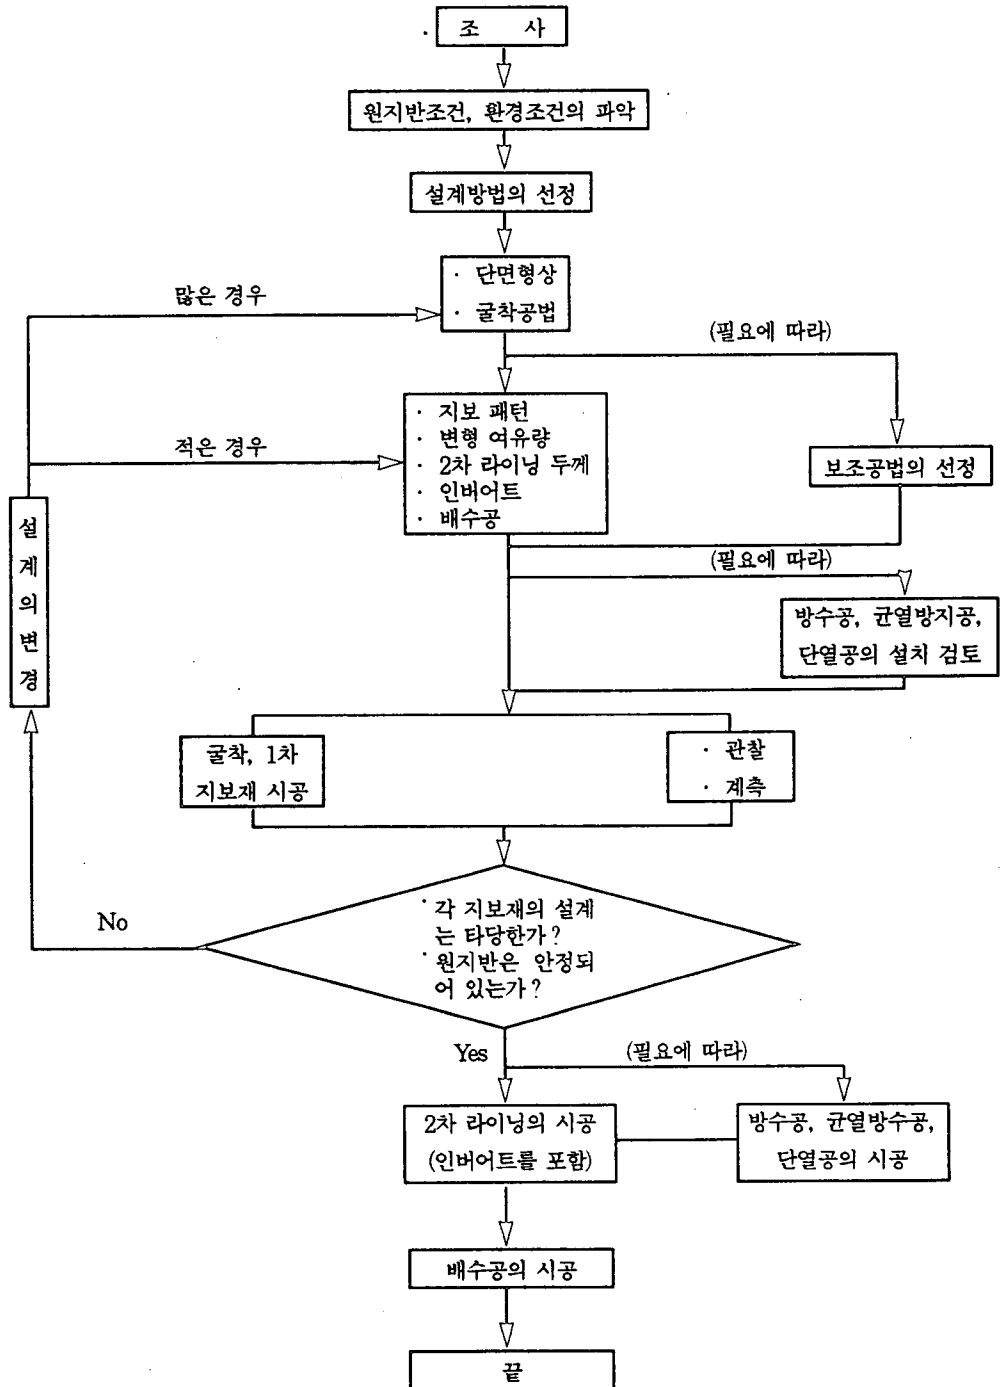 조 사
원지반조건, 환경조건의 파악
설계방법의 선정
· 단면형상
· 굴착공법
많은 경우
(필요에 따라)
· 지보 패턴
· 변형 여유량
· 2차 라이닝 두께
· 인버어트
· 배수공
적은 경우
보조공법의 선정
설계의변경
(필요에 따라)
방수공, 균열방지공,
단열공의 설치 검토
굴착, 1차
지보재 시공
· 관찰
· 계측
· 각 지보재의 설계
는 타당한가?
· 원지반은 안정되
어 있는가?
No
Yes
(필요에 따라)
2차 라이닝의 시공
(인버어트를 포함)
방수공, 균열방수공,
단열공의 시공
배수공의 시공
끝